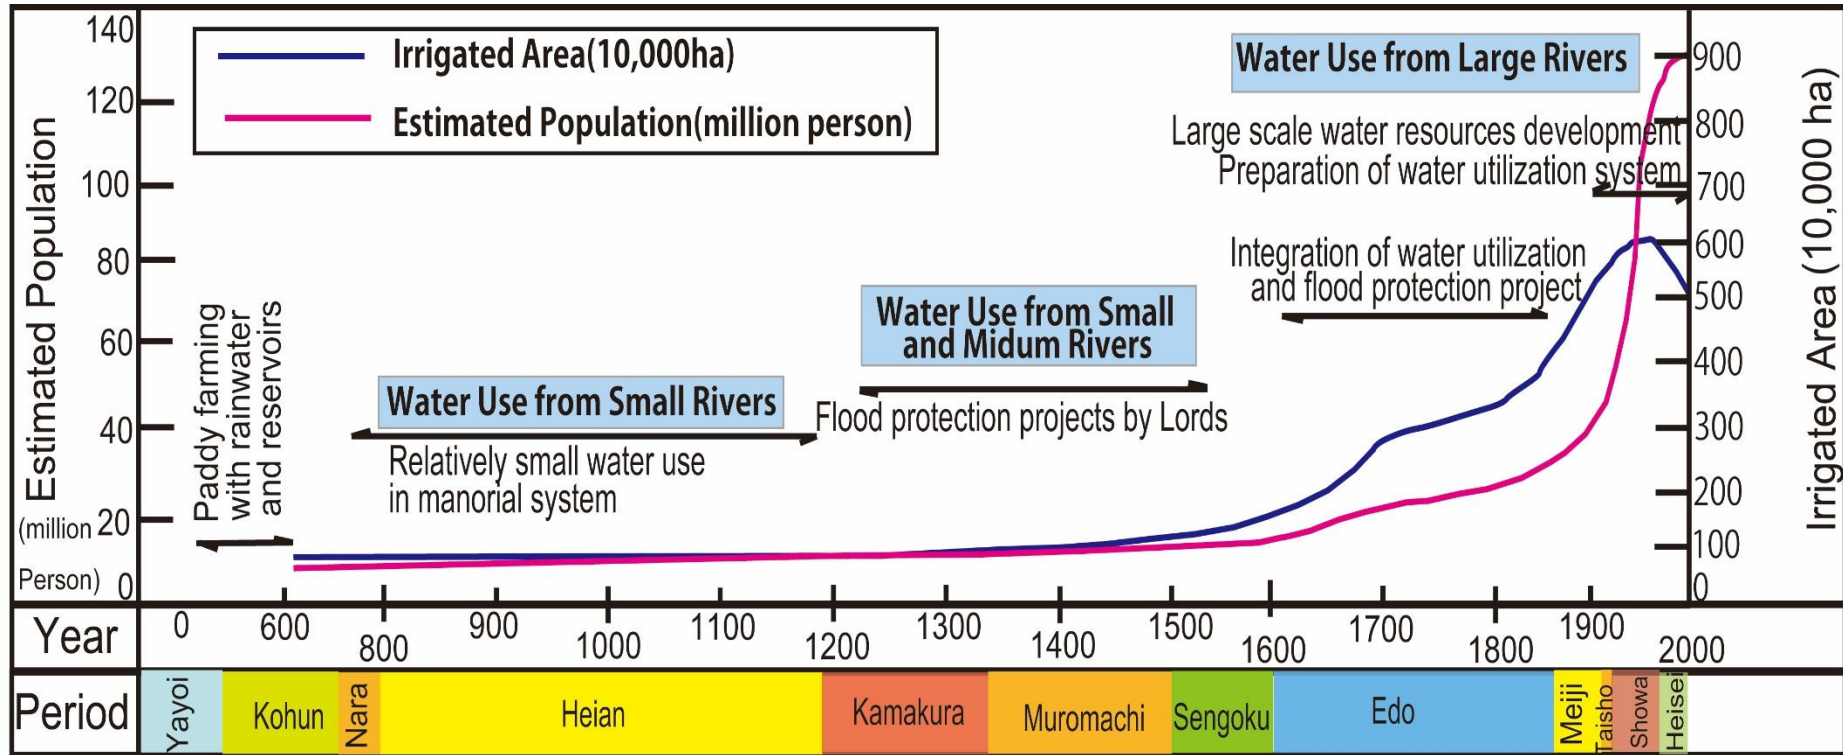 Irrigated Area(10,000ha)
Estimated Population(million person)
Estimated Population
(million
Person)
140
120
100
80
60
40
20
0
Paddy farming
with rainwater
and reservoirs
Water Use from Small Rivers
Relatively small water use
in manorial system
Water Use from Small
and Midum Rivers
Flood protection projects by Lords
Water Use from Large Rivers
Large scale water resources development
Preparation of water utilization system
Integration of water utilization
and flood protection project
900
800
700
600
500
400
300
200
100
0
Irrigated Area (10,000 ha)
Year
0
600
800
900
1000
1100
1200
1300
1400
1500
1600
1700
1800
1900
2000
Period
Yayoi
Kohun
Nara
Heian
Kamakura
Muromachi
Sengoku
Edo
Meiji
Taisho
Showa
Heisei